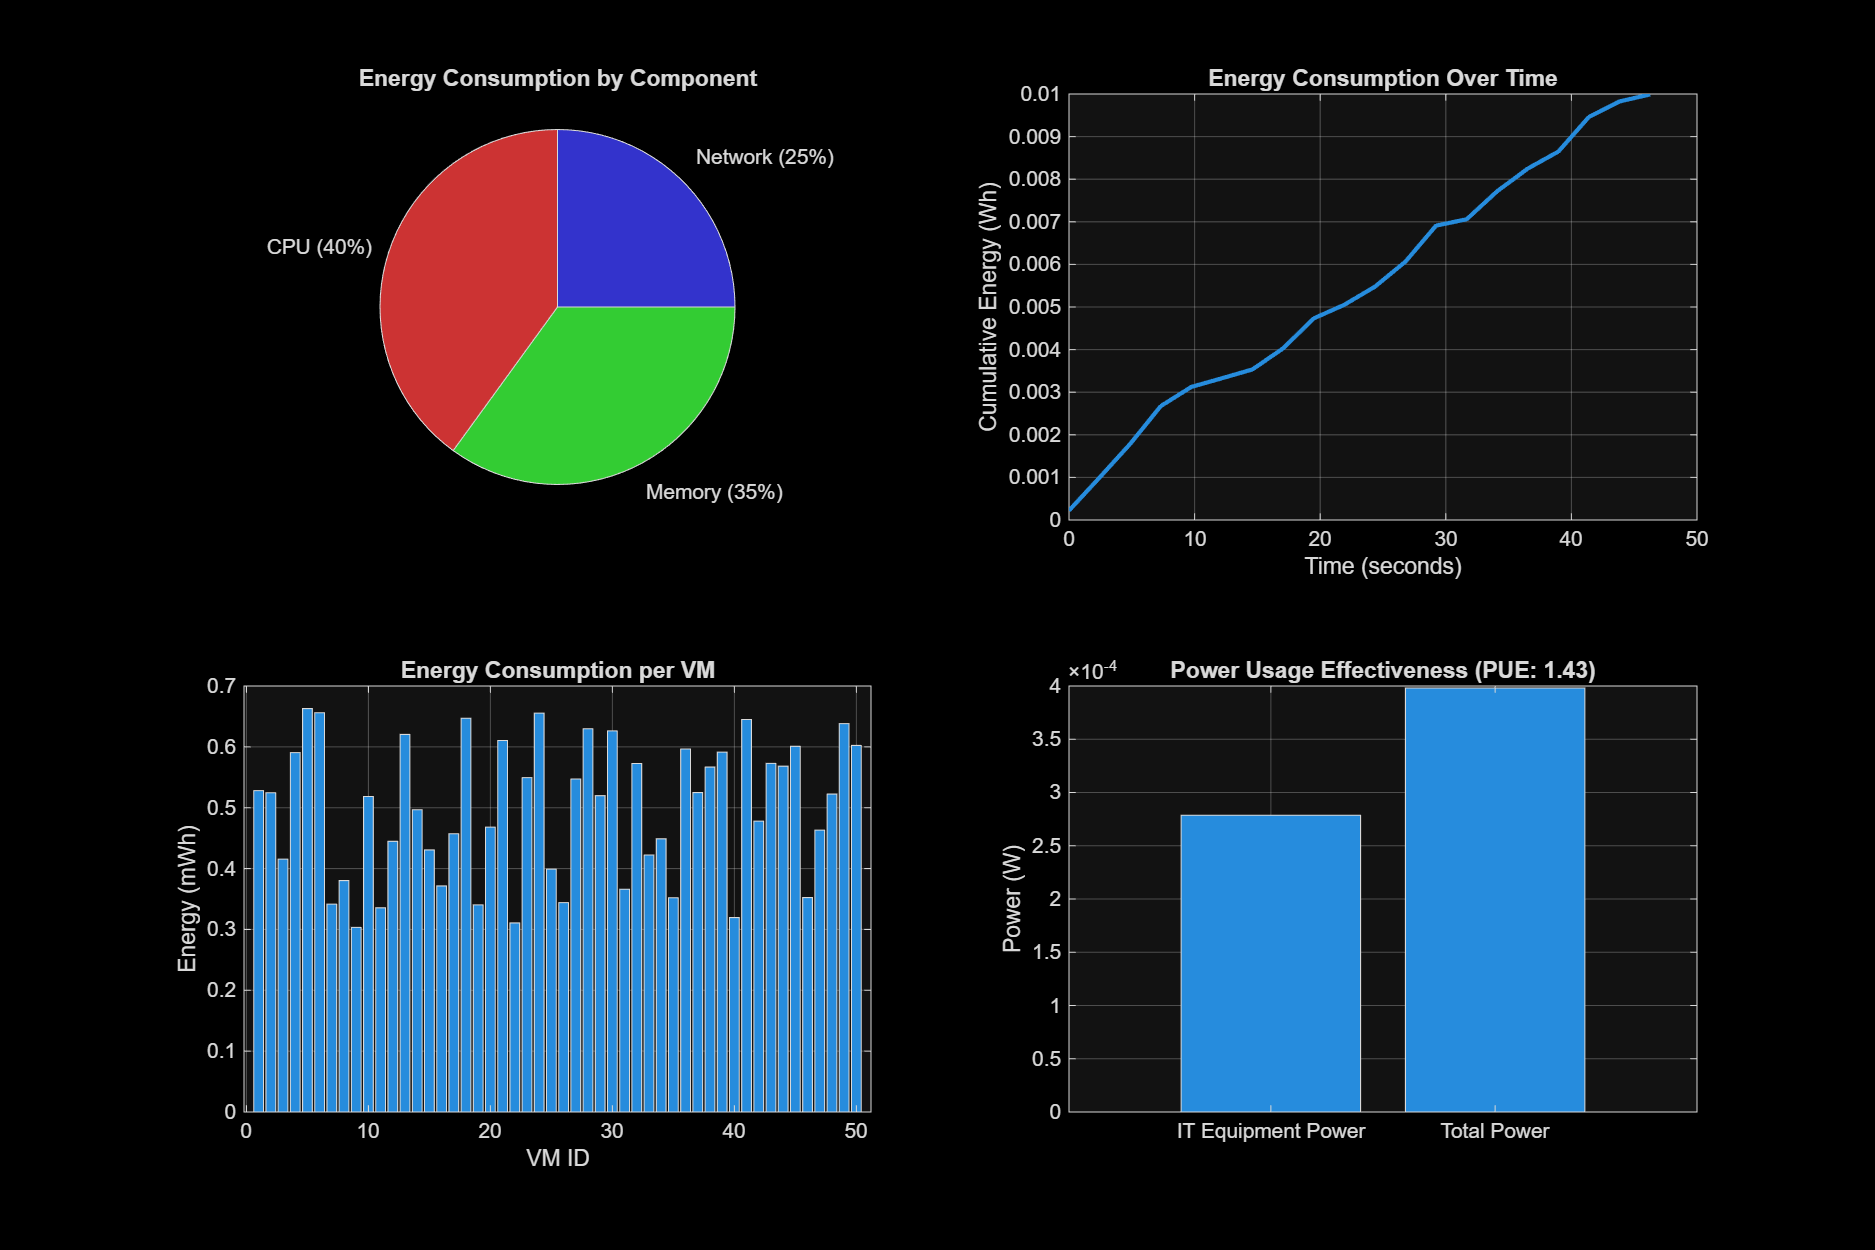 Energy Consumption by Component
Network (25%)
CPU (40%)
Memory (35%)
Energy Consumption Over Time
0.01
0.009
0.008
0.007
0.006
0.005
0.004
0.003
0.002
0.001
0
Cumulative Energy (Wh)
0 10 20 30 40 50
Time (seconds)
Energy Consumption per VM
0.7
0.6
0.5
0.4
0.3
0.2
0.1
0
Energy (mWh)
0 10 20 30 40 50
VM ID
×10⁻⁴
Power Usage Effectiveness (PUE: 1.43)
4
3.5
3
2.5
2
1.5
1
0.5
0
Power (W)
IT Equipment Power Total Power